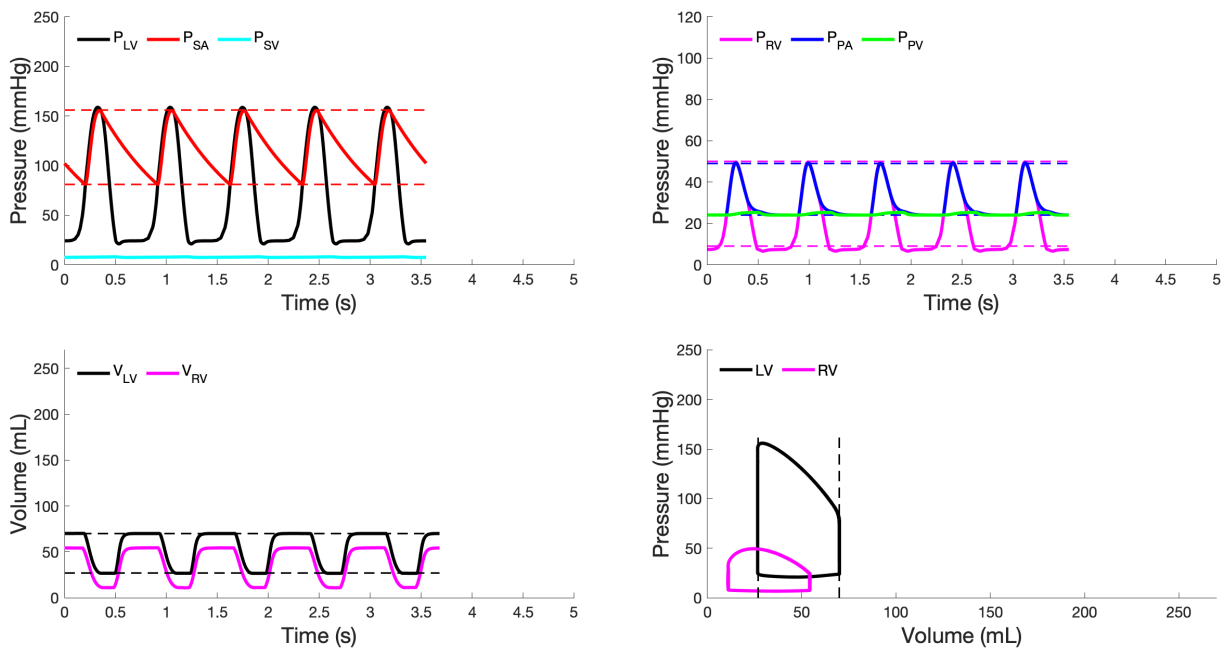 250
200
150
100
50
0
Pressure (mmHg)
P_LV P_SA P_SV
0 0.5 1 1.5 2 2.5 3 3.5 4 4.5 5
Time (s)
120
100
80
60
40
20
0
Pressure (mmHg)
P_RV P_PA P_PV
0 0.5 1 1.5 2 2.5 3 3.5 4 4.5 5
Time (s)
250
200
150
100
50
0
Volume (mL)
V_LV V_RV
0 0.5 1 1.5 2 2.5 3 3.5 4 4.5 5
Time (s)
250
200
150
100
50
0
Pressure (mmHg)
LV RV
0 50 100 150 200 250
Volume (mL)